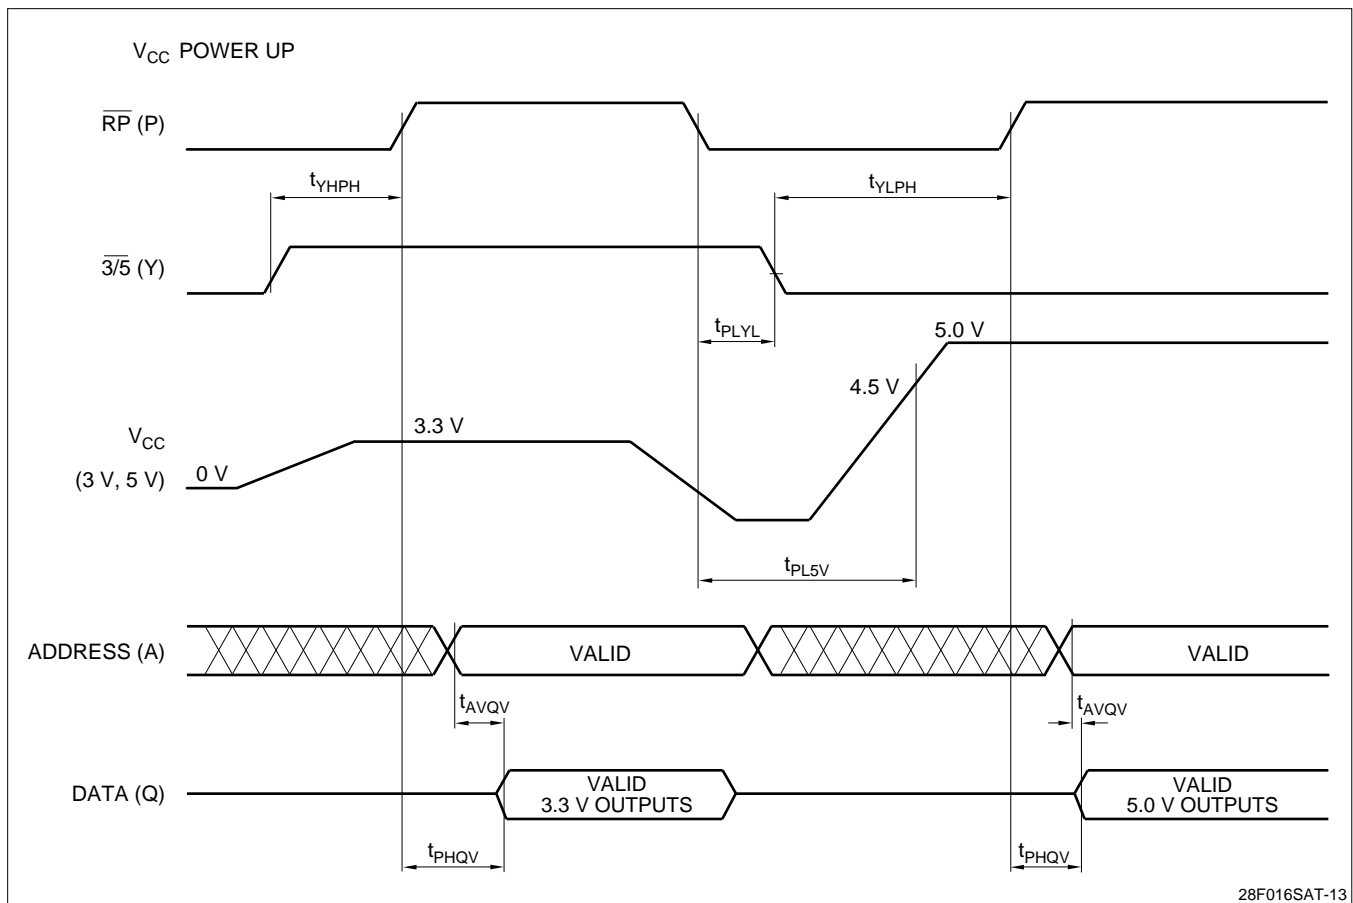 VCC POWER UP
RP (P)
tYHPH
tYLPH
3/5 (Y)
tPLYL
5.0 V
4.5 V
3.3 V
VCC
(3 V, 5 V)
0 V
tPL5V
ADDRESS (A)
VALID
VALID
tAVQV
tAVQV
DATA (Q)
VALID
3.3 V OUTPUTS
VALID
5.0 V OUTPUTS
tPHQV
tPHQV
28F016SAT-13